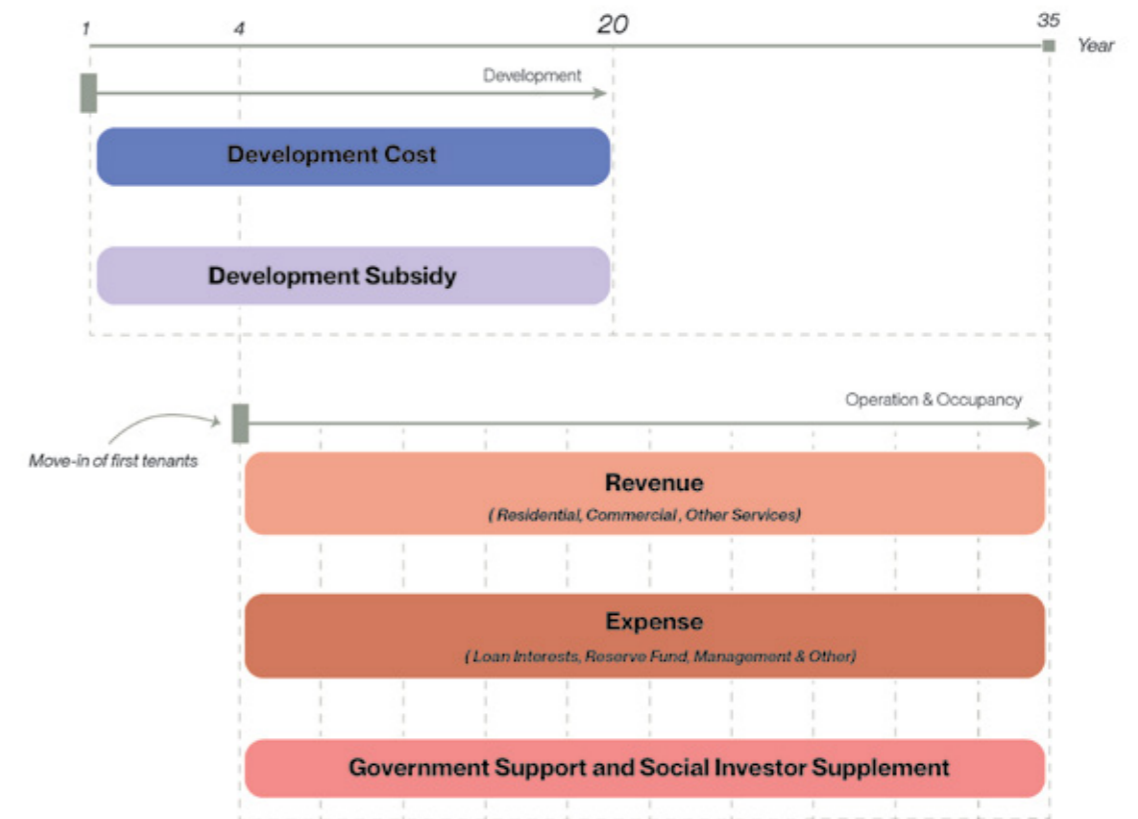 1 4 20 35
Year
Development
Development Cost
Development Subsidy
Operation & Occupancy
Move-in of first tenants
Revenue
( Residential, Commercial , Other Services)
Expense
( Loan Interests, Reserve Fund, Management & Other)
Government Support and Social Investor Supplement